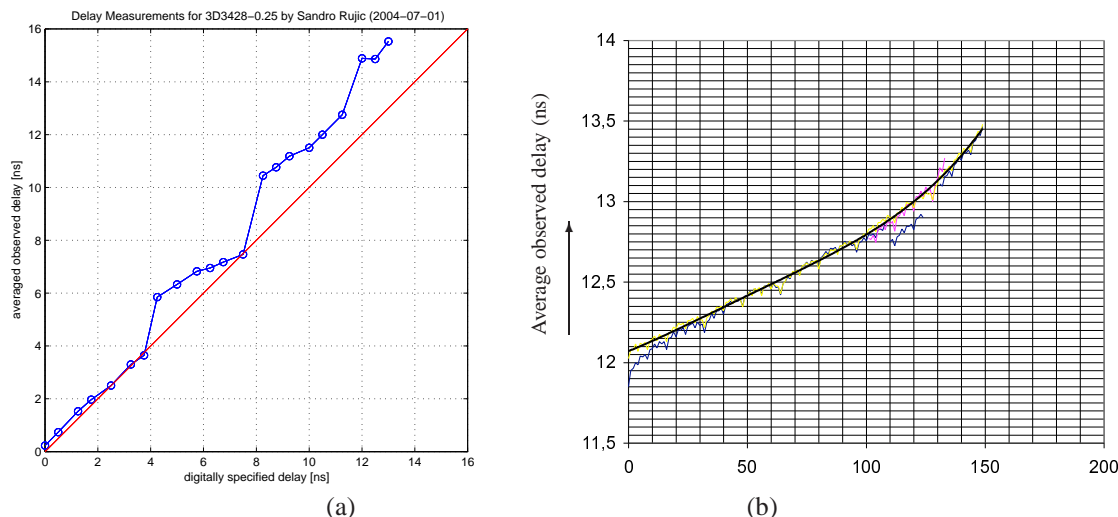 Delay Measurements for 3D3428−0.25 by Sandro Rujic (2004−07−01)
averaged observed delay [ns]
16
14
12
10
8
6
4
2
0
0 2 4 6 8 10 12 14 16
digitally specified delay [ns]
(a)
Average observed delay (ns)
14
13,5
13
12,5
12
11,5
0 50 100 150 200
(b)